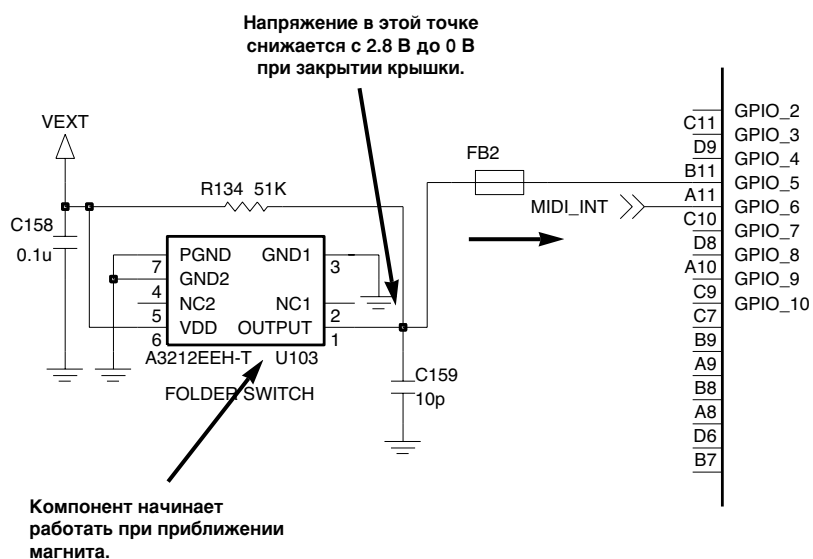 Напряжение в этой точке
снижается с 2.8 В до 0 В
при закрытии крышки.
VEXT
R134 51K
C158
0.1u
FB2
MIDI_INT
PGND GND1
7 GND2 3
4 NC2 NC1
5 VDD OUTPUT 2
6 1
A3212EEH-T U103
FOLDER SWITCH
C159
10p
GPIO_2
C11 GPIO_3
D9 GPIO_4
B11 GPIO_5
A11 GPIO_6
C10 GPIO_7
D8 GPIO_8
A10 GPIO_9
C9 GPIO_10
C7
B9
A9
B8
A8
D6
B7
Компонент начинает
работать при приближении
магнита.